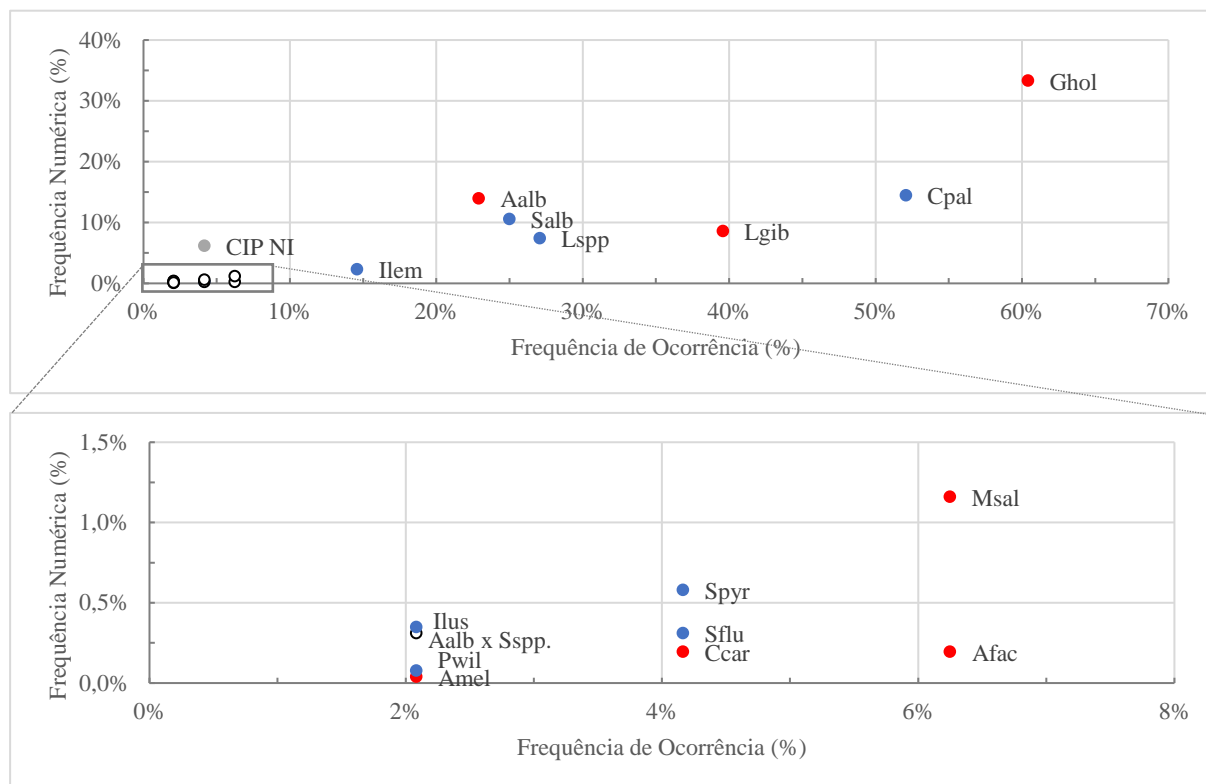 40%
30%
20%
10%
0%
Frequência Numérica (%)
Ghol
Aalb
Cpal
Salb
Lspp
Lgib
CIP NI
Ilem
0% 10% 20% 30% 40% 50% 60% 70%
Frequência de Ocorrência (%)
1,5%
1,0%
0,5%
0,0%
Frequência Numérica (%)
Msal
Spyr
Ilus
Sflu
Aalb x Sspp.
Pwil
Ccar
Afac
Amel
0% 2% 4% 6% 8%
Frequência de Ocorrência (%)